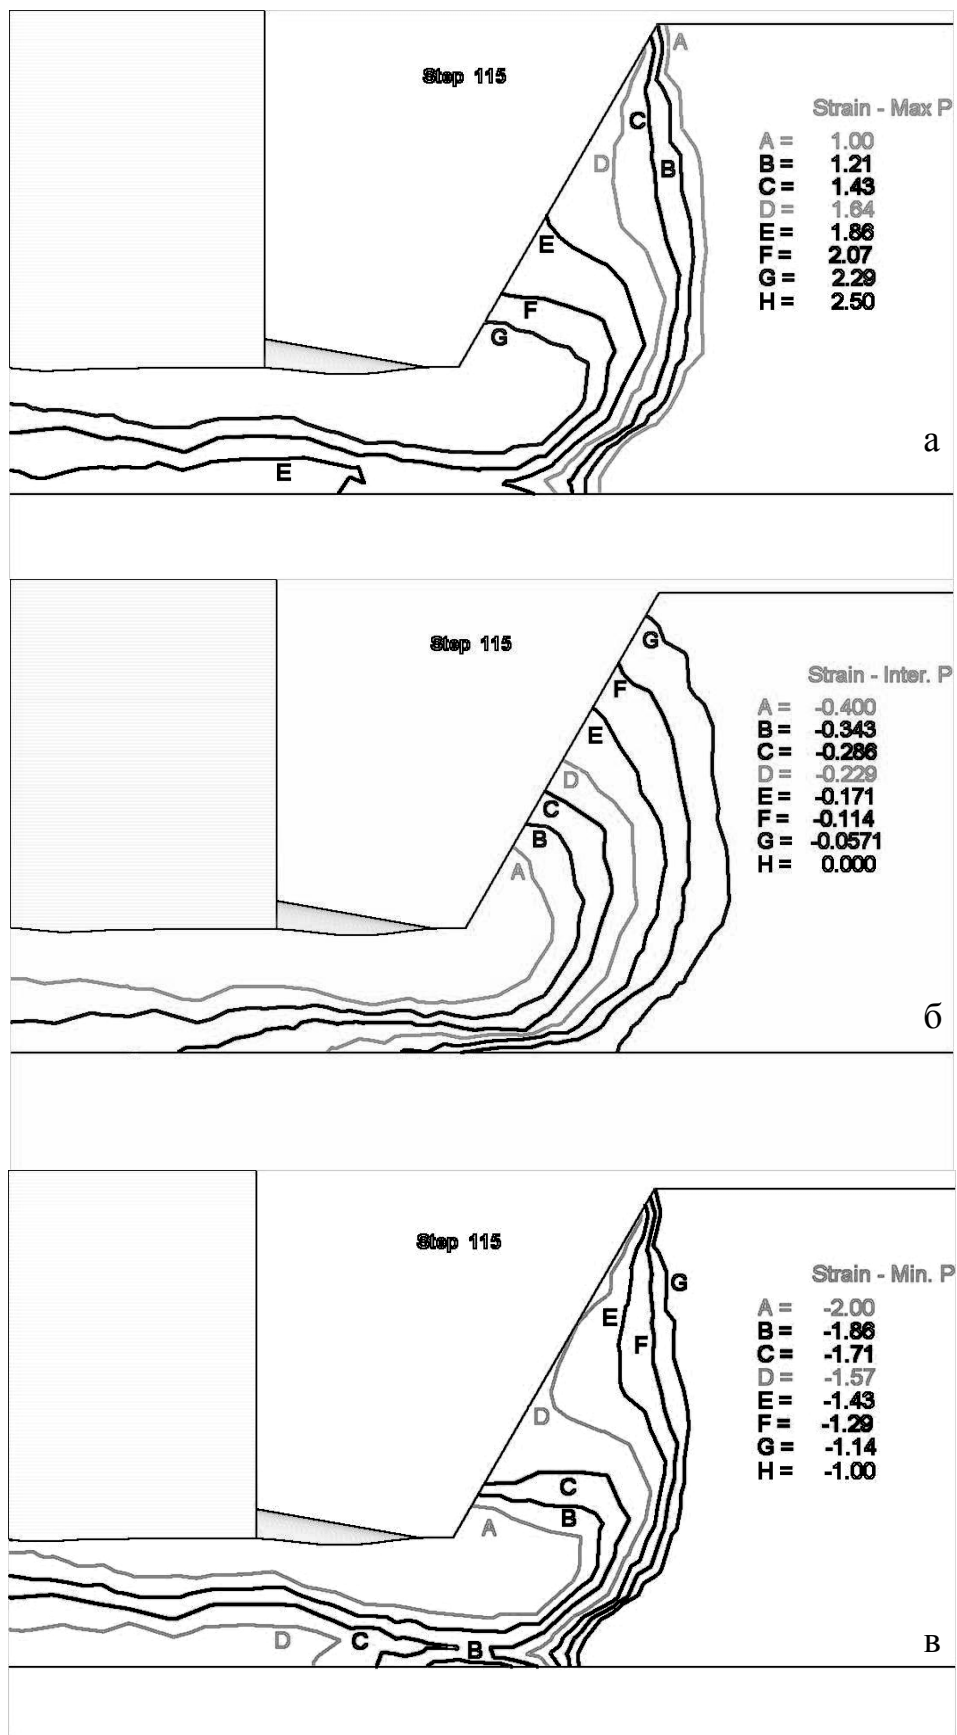 Step 115
A
Strain - Max P
A = 1.00
B = 1.21
C = 1.43
D = 1.64
E = 1.86
F = 2.07
G = 2.29
H = 2.50
C
D
B
E
F
G
E
а
Step 115
G
F
E
D
C
B
A
Strain - Inter. P
A = -0.400
B = -0.343
C = -0.286
D = -0.229
E = -0.171
F = -0.114
G = -0.0571
H = 0.000
б
Step 115
G
E
F
D
C
B
A
Strain - Min. P
A = -2.00
B = -1.86
C = -1.71
D = -1.57
E = -1.43
F = -1.29
G = -1.14
H = -1.00
D
C
B
в